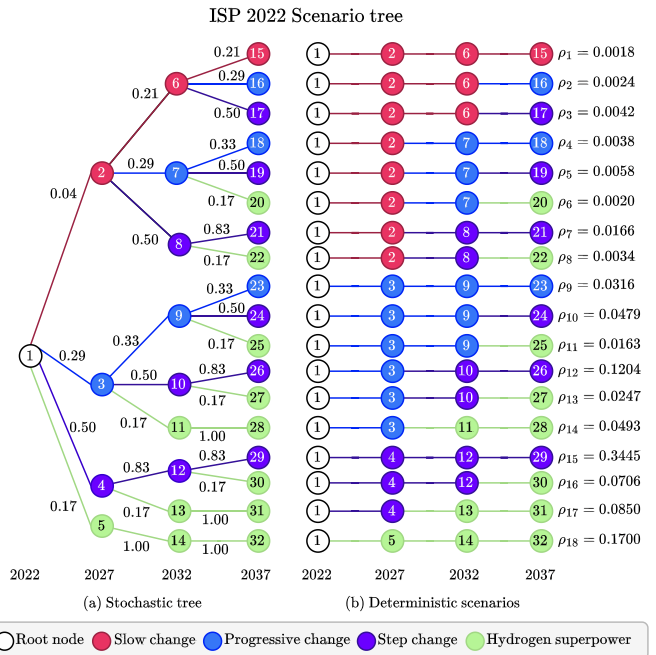 ISP 2022 Scenario tree
0.21 15 1 2 6 15 ρ1 = 0.0018
6 0.29 16 1 2 6 16 ρ2 = 0.0024
0.21
0.50 17 1 2 6 17 ρ3 = 0.0042
0.33 18 1 2 7 18 ρ4 = 0.0038
2 0.29 7 0.50 19 1 2 7 19 ρ5 = 0.0058
0.04
0.17 20 1 2 7 20 ρ6 = 0.0020
0.50 8 0.83 21 1 2 8 21 ρ7 = 0.0166
0.17 22 1 2 8 22 ρ8 = 0.0034
0.33 23 1 3 9 23 ρ9 = 0.0316
9 0.50 24 1 3 9 24 ρ10 = 0.0479
0.33
1 0.29 0.17 25 1 3 9 25 ρ11 = 0.0163
0.83 26 1 3 10 26 ρ12 = 0.1204
3 0.50 10
0.17 27 1 3 10 27 ρ13 = 0.0247
0.50 0.17 11 1.00 28 1 3 11 28 ρ14 = 0.0493
0.83 29 1 4 12 29 ρ15 = 0.3445
0.83 12
4 0.17 30 1 4 12 30 ρ16 = 0.0706
0.17 0.17 13 1.00 31 1 4 13 31 ρ17 = 0.0850
5
1.00 14 1.00 32 1 5 14 32 ρ18 = 0.1700
2022 2027 2032 2037 2022 2027 2032 2037
(a) Stochastic tree (b) Deterministic scenarios
Root node Slow change Progressive change Step change Hydrogen superpower